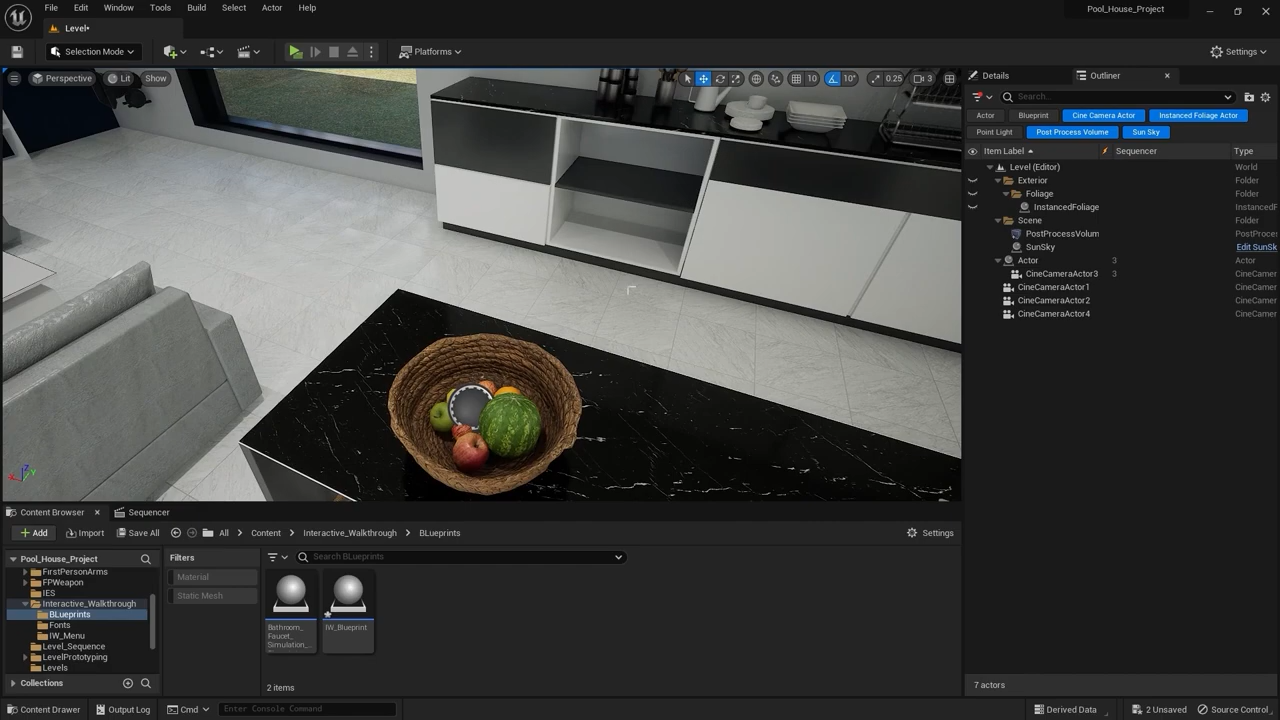 File Edit Window Tools Build Select Actor Help
Pool_House_Project
Level•
Selection Mode
Platforms
Settings
Perspective Lit Show
10 10° 0.25 3
Details Outliner
Search...
Actor Blueprint Cine Camera Actor Instanced Foliage Actor
Point Light Post Process Volume Sun Sky
Item Label Sequencer Type
Level (Editor) World
Exterior Folder
Foliage Folder
InstancedFoliage InstancedF
Scene Folder
PostProcessVolum PostProces
SunSky Edit SunSk
Actor 3 Actor
CineCameraActor3 3 CineCamer
CineCameraActor1 CineCamer
CineCameraActor2 CineCamer
CineCameraActor4 CineCamer
7 actors
Content Browser Sequencer
Add Import Save All All Content Interactive_Walkthrough BLueprints Settings
Pool_House_Project
FirstPersonArms
FPWeapon
IES
Interactive_Walkthrough
BLueprints
Fonts
IW_Menu
Level_Sequence
LevelPrototyping
Levels
Collections
Filters
Material
Static Mesh
Search BLueprints
Bathroom_
Faucet_
Simulation_
IW_Blueprint
2 items
Content Drawer Output Log Cmd Enter Console Command Derived Data 2 Unsaved Source Control